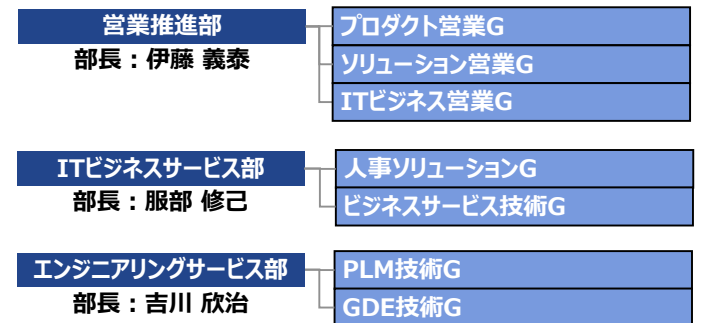 営業推進部
部長：伊藤 義泰
プロダクト営業G
ソリューション営業G
ITビジネス営業G
ITビジネスサービス部
部長：服部 修己
人事ソリューションG
ビジネスサービス技術G
エンジニアリングサービス部
部長：吉川 欣治
PLM技術G
GDE技術G